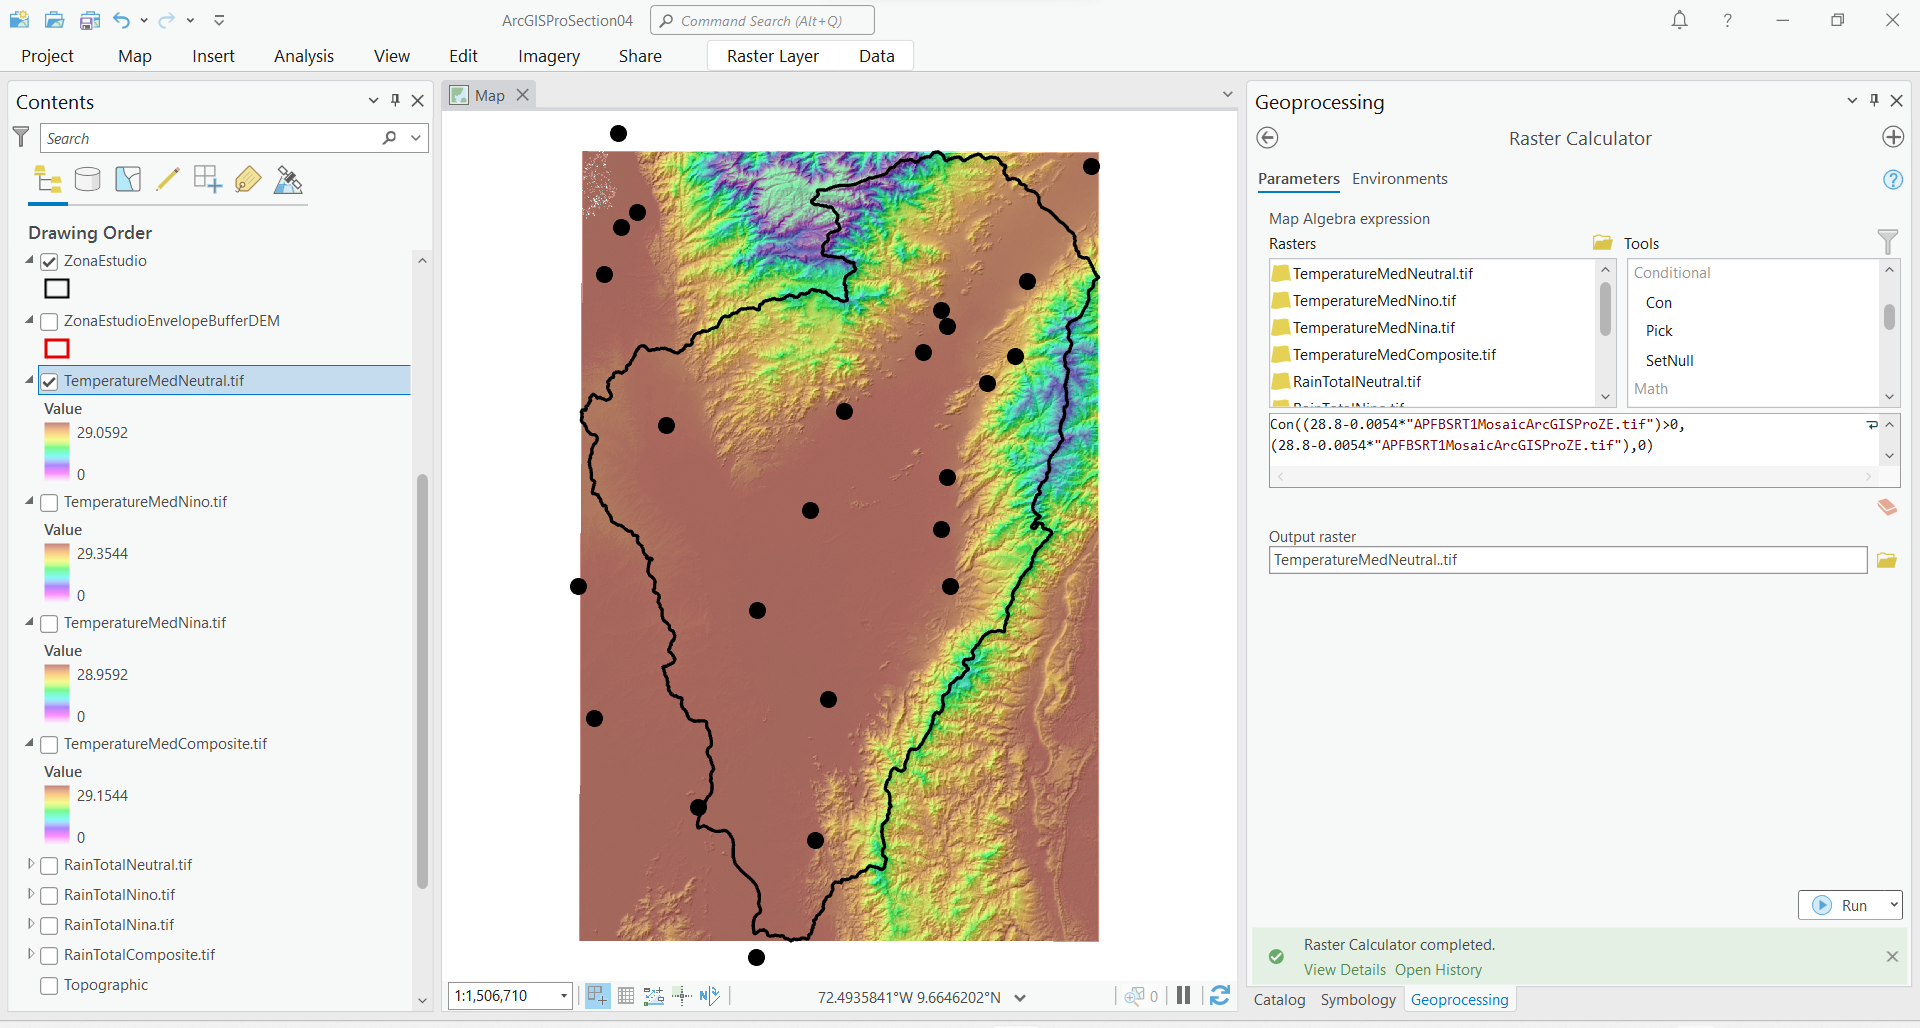 ArcGISProSection04
Command Search (Alt+Q)
?
Project Map Insert Analysis View Edit Imagery Share Raster Layer Data
Contents
Search
Drawing Order
ZonaEstudio
ZonaEstudioEnvelopeBufferDEM
TemperatureMedNeutral.tif
Value
29.0592
0
TemperatureMedNino.tif
Value
29.3544
0
TemperatureMedNina.tif
Value
28.9592
0
TemperatureMedComposite.tif
Value
29.1544
0
RainTotalNeutral.tif
RainTotalNino.tif
RainTotalNina.tif
RainTotalComposite.tif
Topographic
Map
1:1,506,710
72.4935841°W 9.6646202°N
0
Geoprocessing
Raster Calculator
Parameters Environments
?
Map Algebra expression
Rasters
TemperatureMedNeutral.tif
TemperatureMedNino.tif
TemperatureMedNina.tif
TemperatureMedComposite.tif
RainTotalNeutral.tif
RainTotalNino.tif
Tools
Conditional
Con
Pick
SetNull
Math
Con((28.8-0.0054*"APFBSRT1MosaicArcGISProZE.tif")>0,
(28.8-0.0054*"APFBSRT1MosaicArcGISProZE.tif"),0)
Output raster
TemperatureMedNeutral..tif
Run
Raster Calculator completed.
View Details Open History
Catalog Symbology Geoprocessing